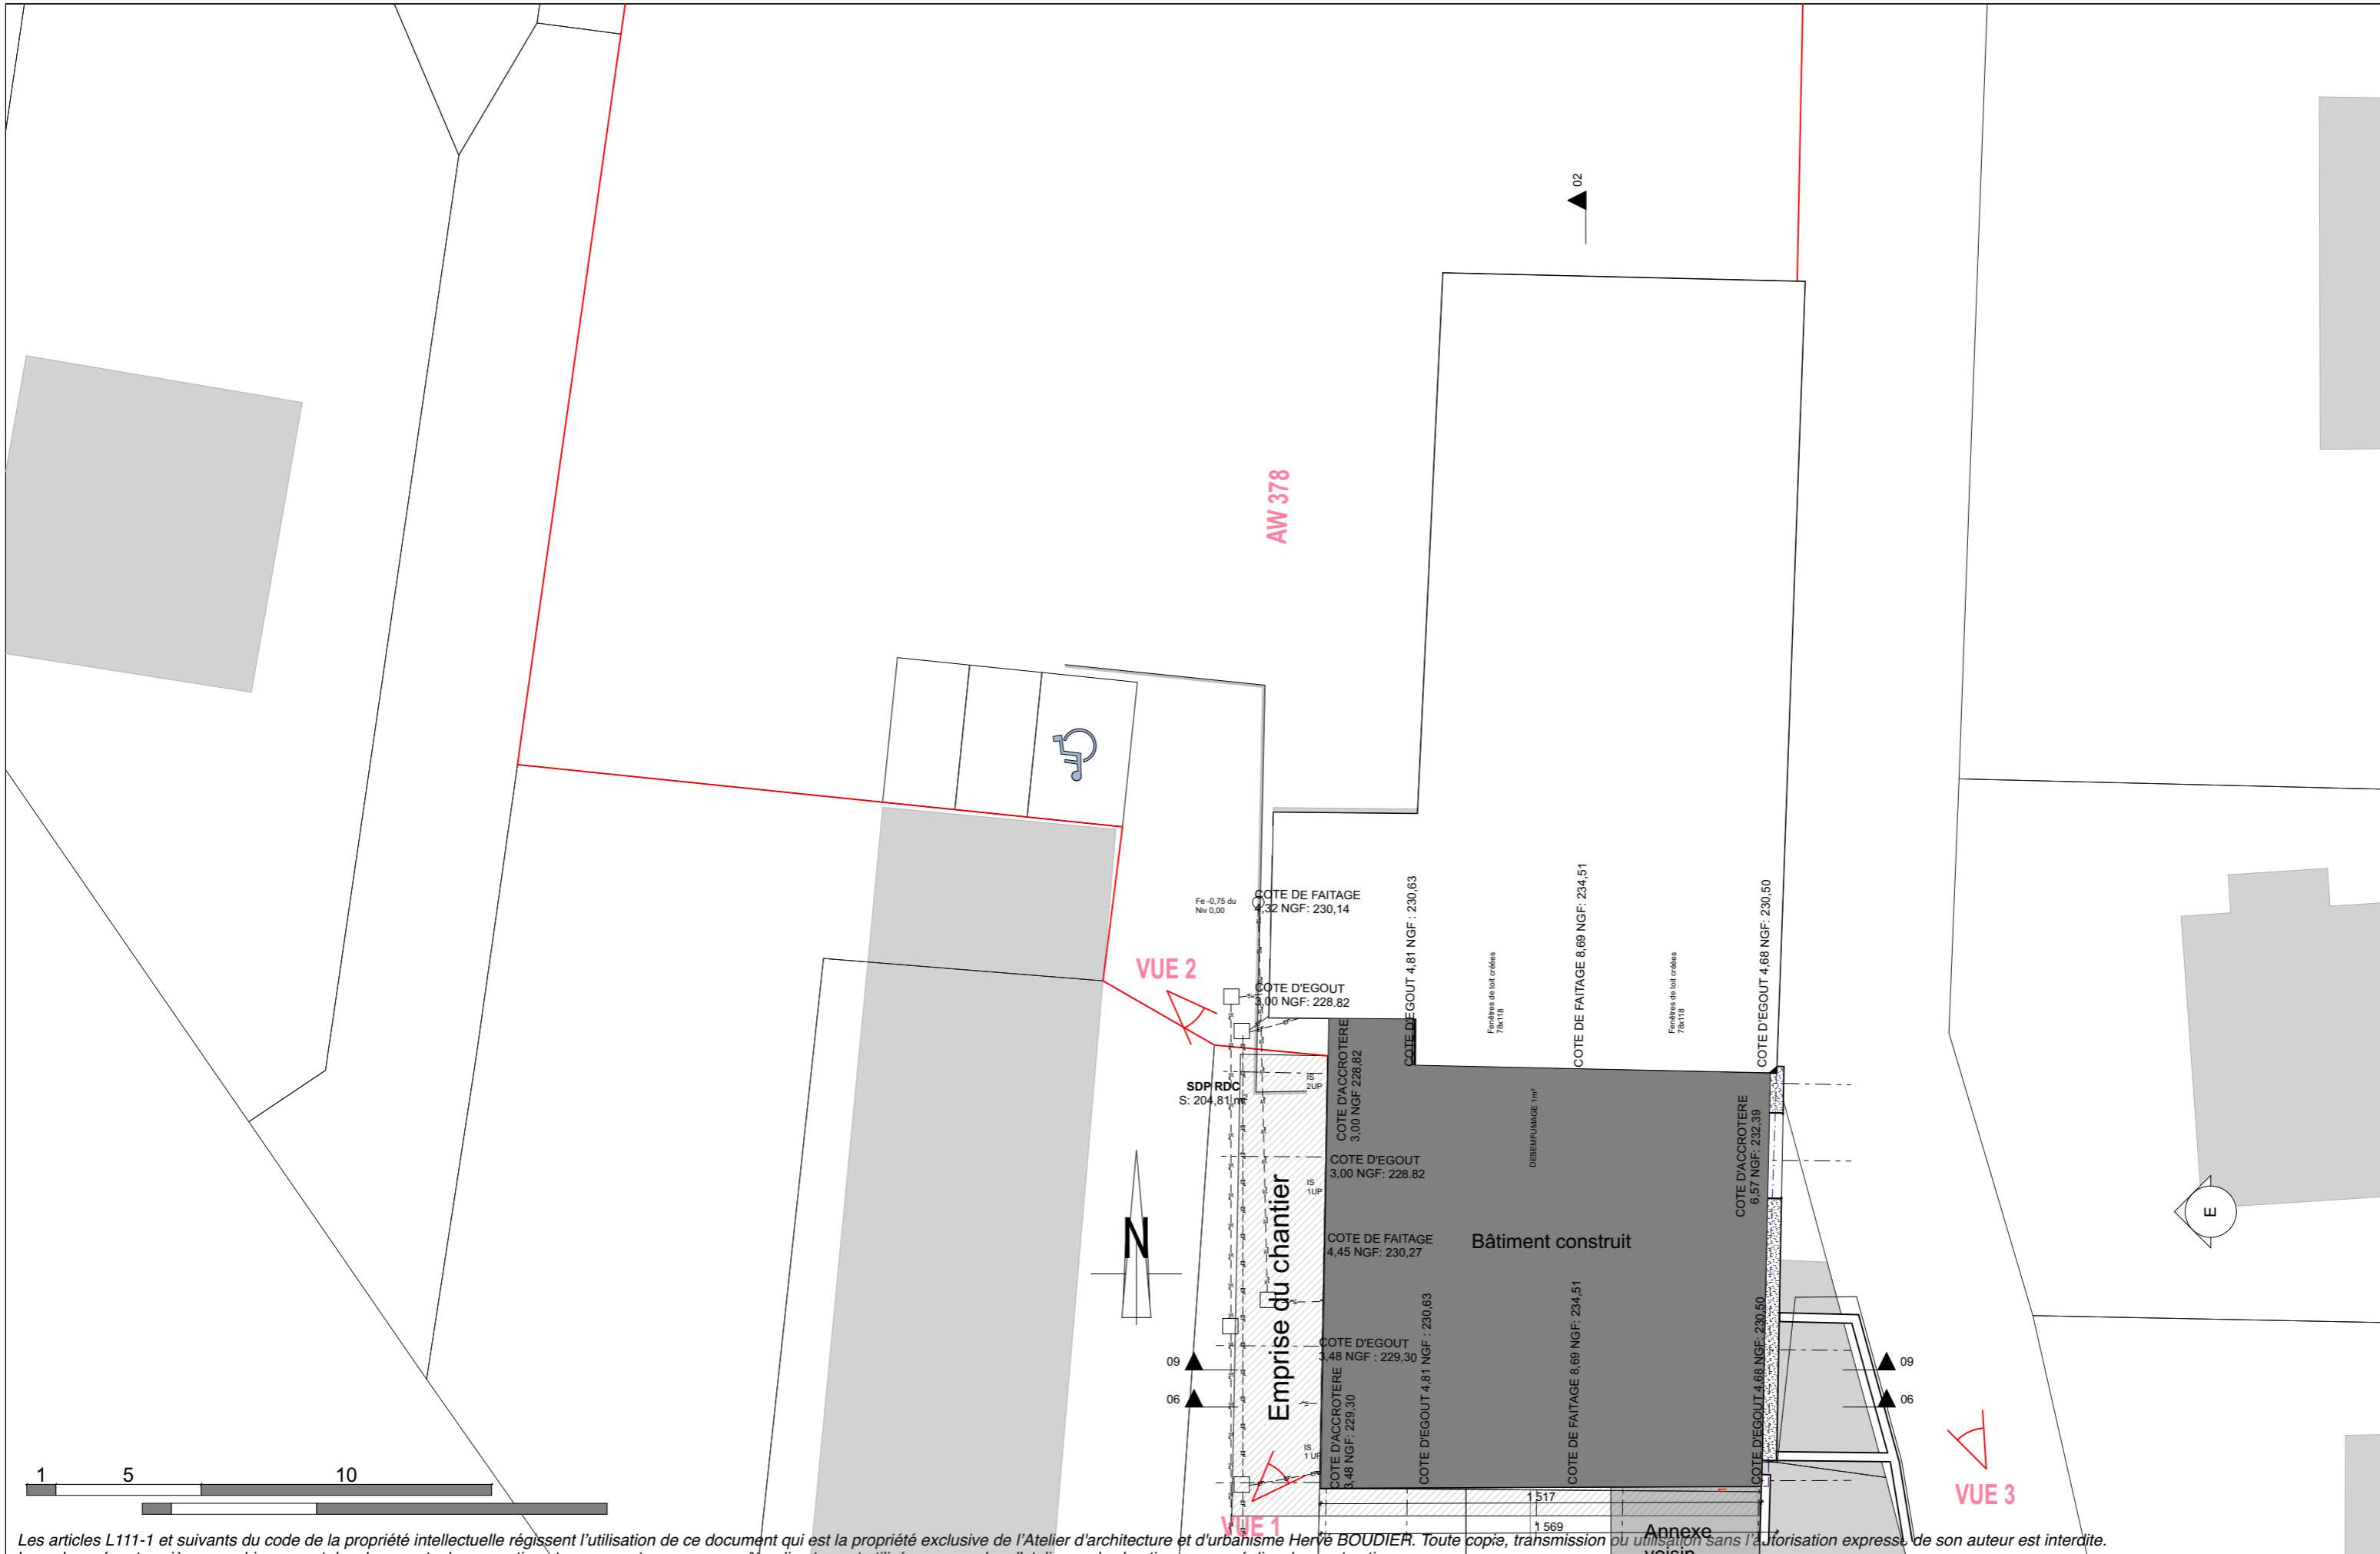 02
AW 378
COTE DE FAITAGE
4,32 NGF: 230,14
Fe -0,75 du
Niv 0,00
COTE D'EGOUT 4,81 NGF : 230,63
COTE DE FAITAGE 8,69 NGF: 234,51
COTE D'EGOUT 4,68 NGF: 230,50
Fenêtres de toit créées
78x118
Fenêtres de toit créées
78x118
VUE 2
COTE D'EGOUT
3,00 NGF: 228.82
COTE D'ACCROTERE
3,00 NGF 228,82
SDP RDC
S: 204,81 m²
IS
2UP
DESEMFUMAGE 1m²
COTE D'ACCROTERE
6,57 NGF: 232,39
COTE D'EGOUT
3,00 NGF: 228.82
IS
1UP
N
Emprise du chantier
E
COTE DE FAITAGE
4,45 NGF: 230,27
Bâtiment construit
COTE D'EGOUT
3,48 NGF : 229,30
COTE D'EGOUT 4,81 NGF : 230,63
COTE DE FAITAGE 8,69 NGF: 234,51
COTE D'EGOUT 4,68 NGF: 230,50
09
09
06
06
COTE D'ACCROTERE
3,48 NGF: 229,30
IS
1 UP
1 5 10
VUE 3
1 517
VUE 1
1 569
Annexe
voisin
Les articles L111-1 et suivants du code de la propriété intellectuelle régissent l'utilisation de ce document qui est la propriété exclusive de l'Atelier d'architecture et d'urbanisme Hervé BOUDIER. Toute copie, transmission ou utilisation sans l'autorisation expresse de son auteur est interdite.